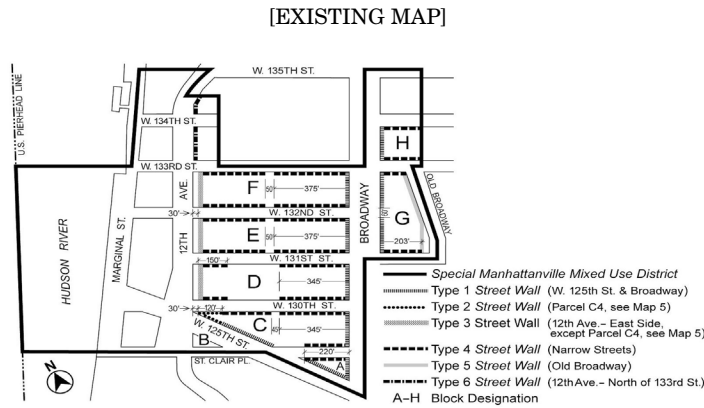 [EXISTING MAP]
U.S. PIERHEAD LINE
W. 135TH ST.
W. 134TH ST.
H
W. 133RD ST.
AVE.
F
50'
375'
BROADWAY
OLD BROADWAY
G
203'
30'
W. 132ND ST.
MARGINAL ST.
12TH
E
50'
375'
HUDSON RIVER
150'
W. 131ST ST.
D
345'
30'
120'
W. 130TH ST.
C
45'
345'
W. 125TH ST.
B
220'
A
ST. CLAIR PL.
N
Special Manhattanville Mixed Use District
Type 1 Street Wall (W. 125th St. & Broadway)
Type 2 Street Wall (Parcel C4, see Map 5)
Type 3 Street Wall (12th Ave.– East Side,
except Parcel C4, see Map 5)
Type 4 Street Wall (Narrow Streets)
Type 5 Street Wall (Old Broadway)
Type 6 Street Wall (12th Ave.– North of 133rd St.)
A–H Block Designation